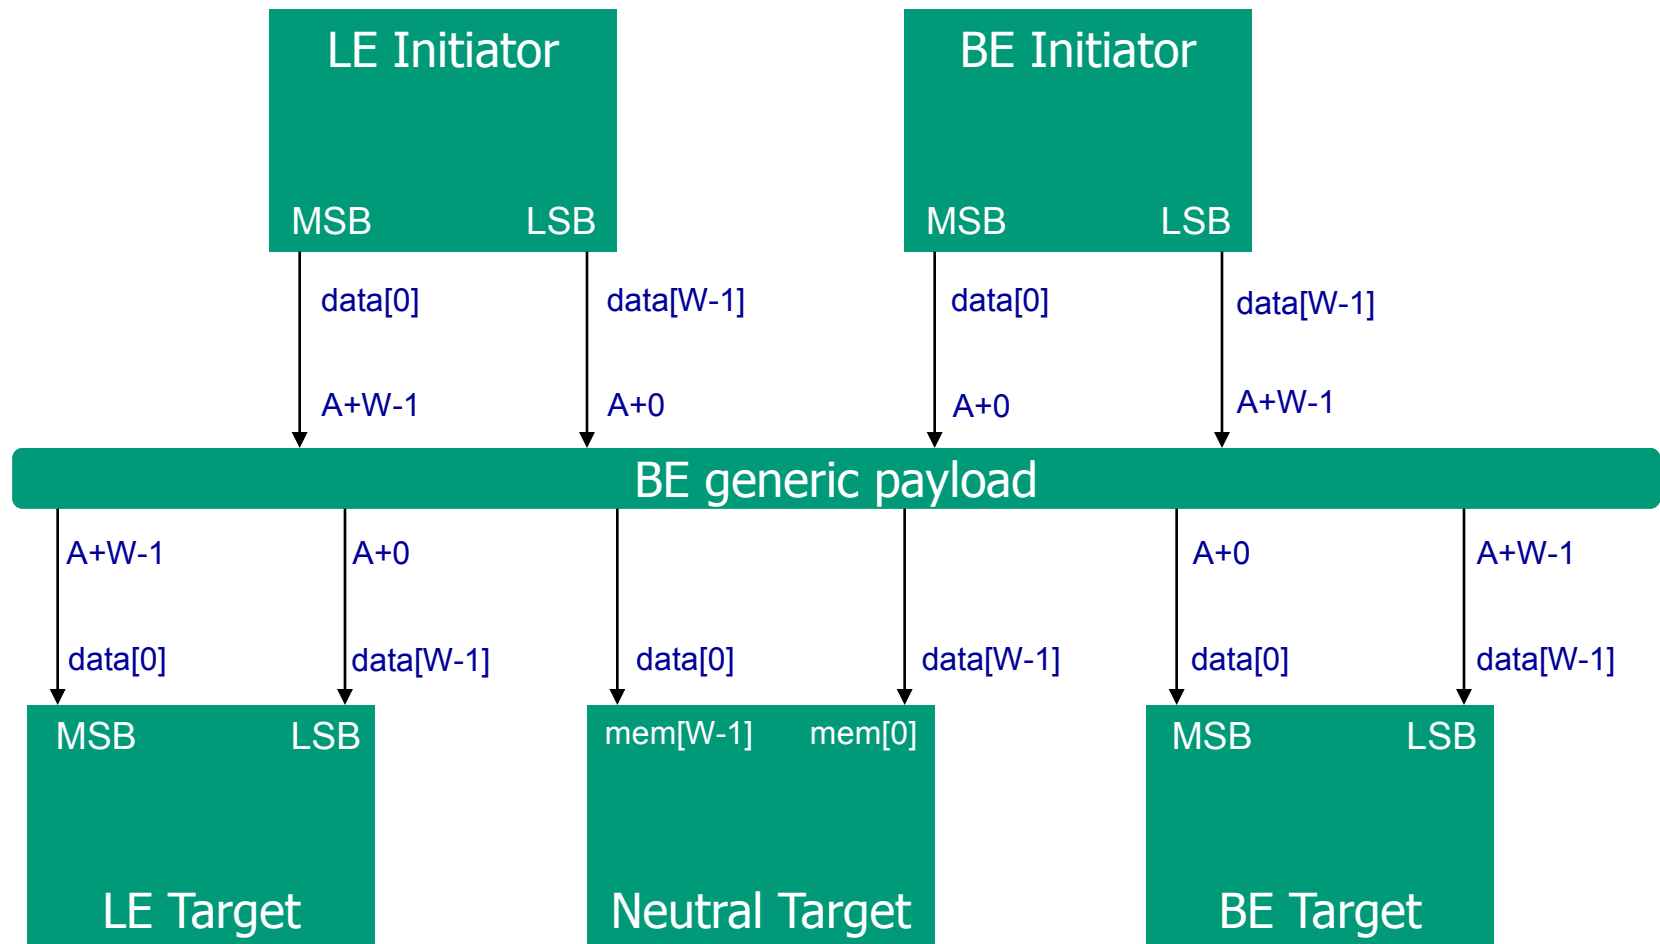 LE Initiator
BE Initiator
MSB LSB
MSB LSB
data[0]
data[W-1]
data[0]
data[W-1]
A+W-1
A+0
A+0
A+W-1
BE generic payload
A+W-1
A+0
A+0
A+W-1
data[0]
data[W-1]
data[0]
data[W-1]
data[0]
data[W-1]
MSB LSB
mem[W-1] mem[0]
MSB LSB
LE Target
Neutral Target
BE Target